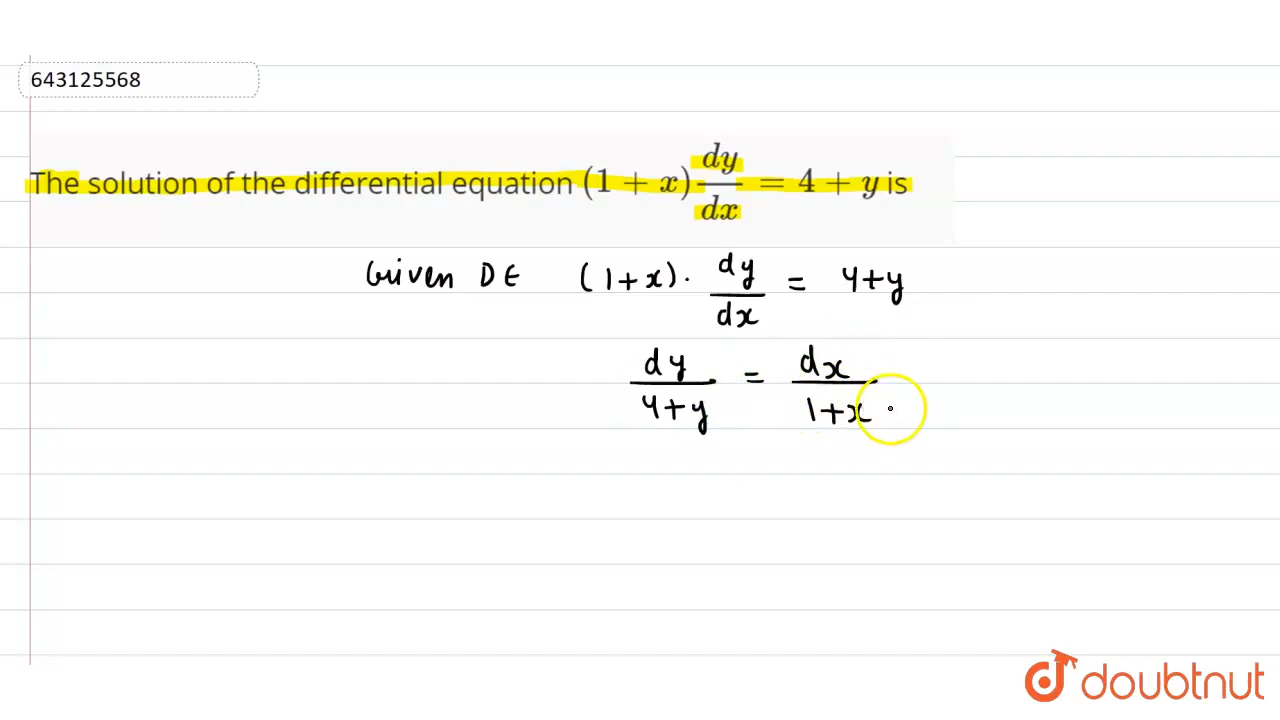 643125568
The solution of the differential equation (1 + x) dy/dx = 4 + y is
Given DE (1+x). dy/dx = 4+y
dy/4+y = dx/1+x
doubtnut